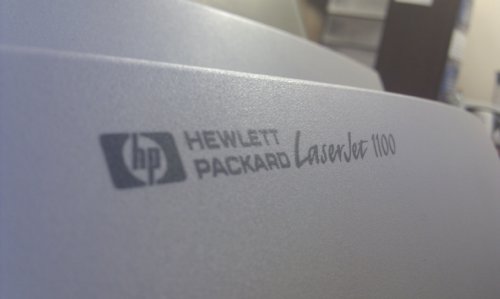 hp HEWLETT
PACKARD LaserJet 1100